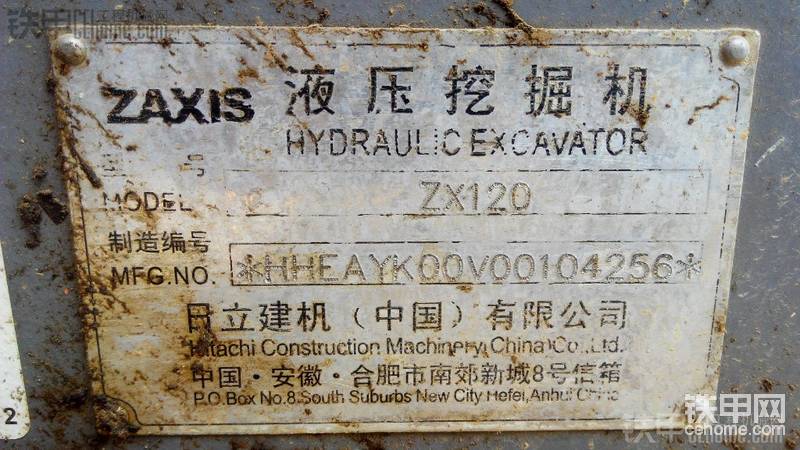 ZAXIS 液压挖掘机
HYDRAULIC EXCAVATOR
型 号
MODEL ZX120
制造编号
MFG.NO. *HHEAYK00V00104256*
日立建机（中国）有限公司
Hitachi Construction Machinery(China)Co.,Ltd.
中国·安徽·合肥市南郊新城8号信箱
P.O.Box No.8.South Suburbs New City Hefei,Anhui China
2
铁甲网
cehome.com